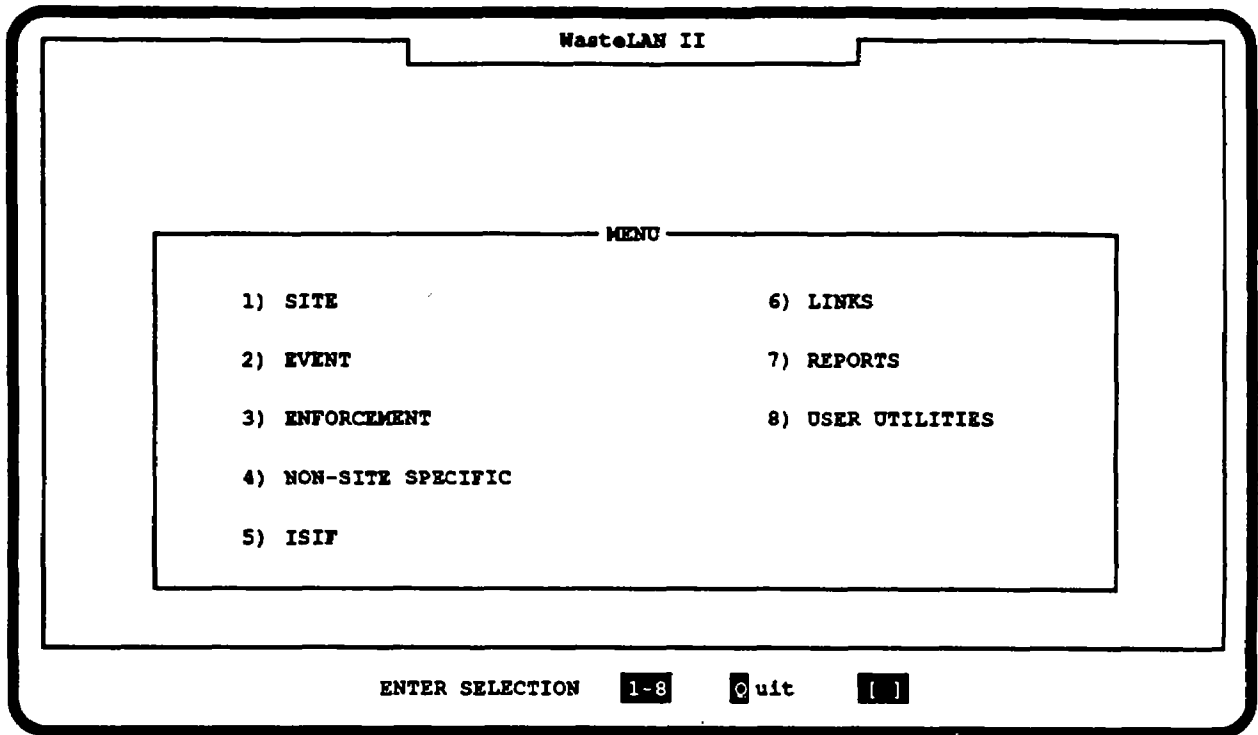 WasteLAN II
MENU
1) SITE
2) EVENT
3) ENFORCEMENT
4) NON-SITE SPECIFIC
5) ISIF
6) LINKS
7) REPORTS
8) USER UTILITIES
ENTER SELECTION 1-8 Quit [ ]